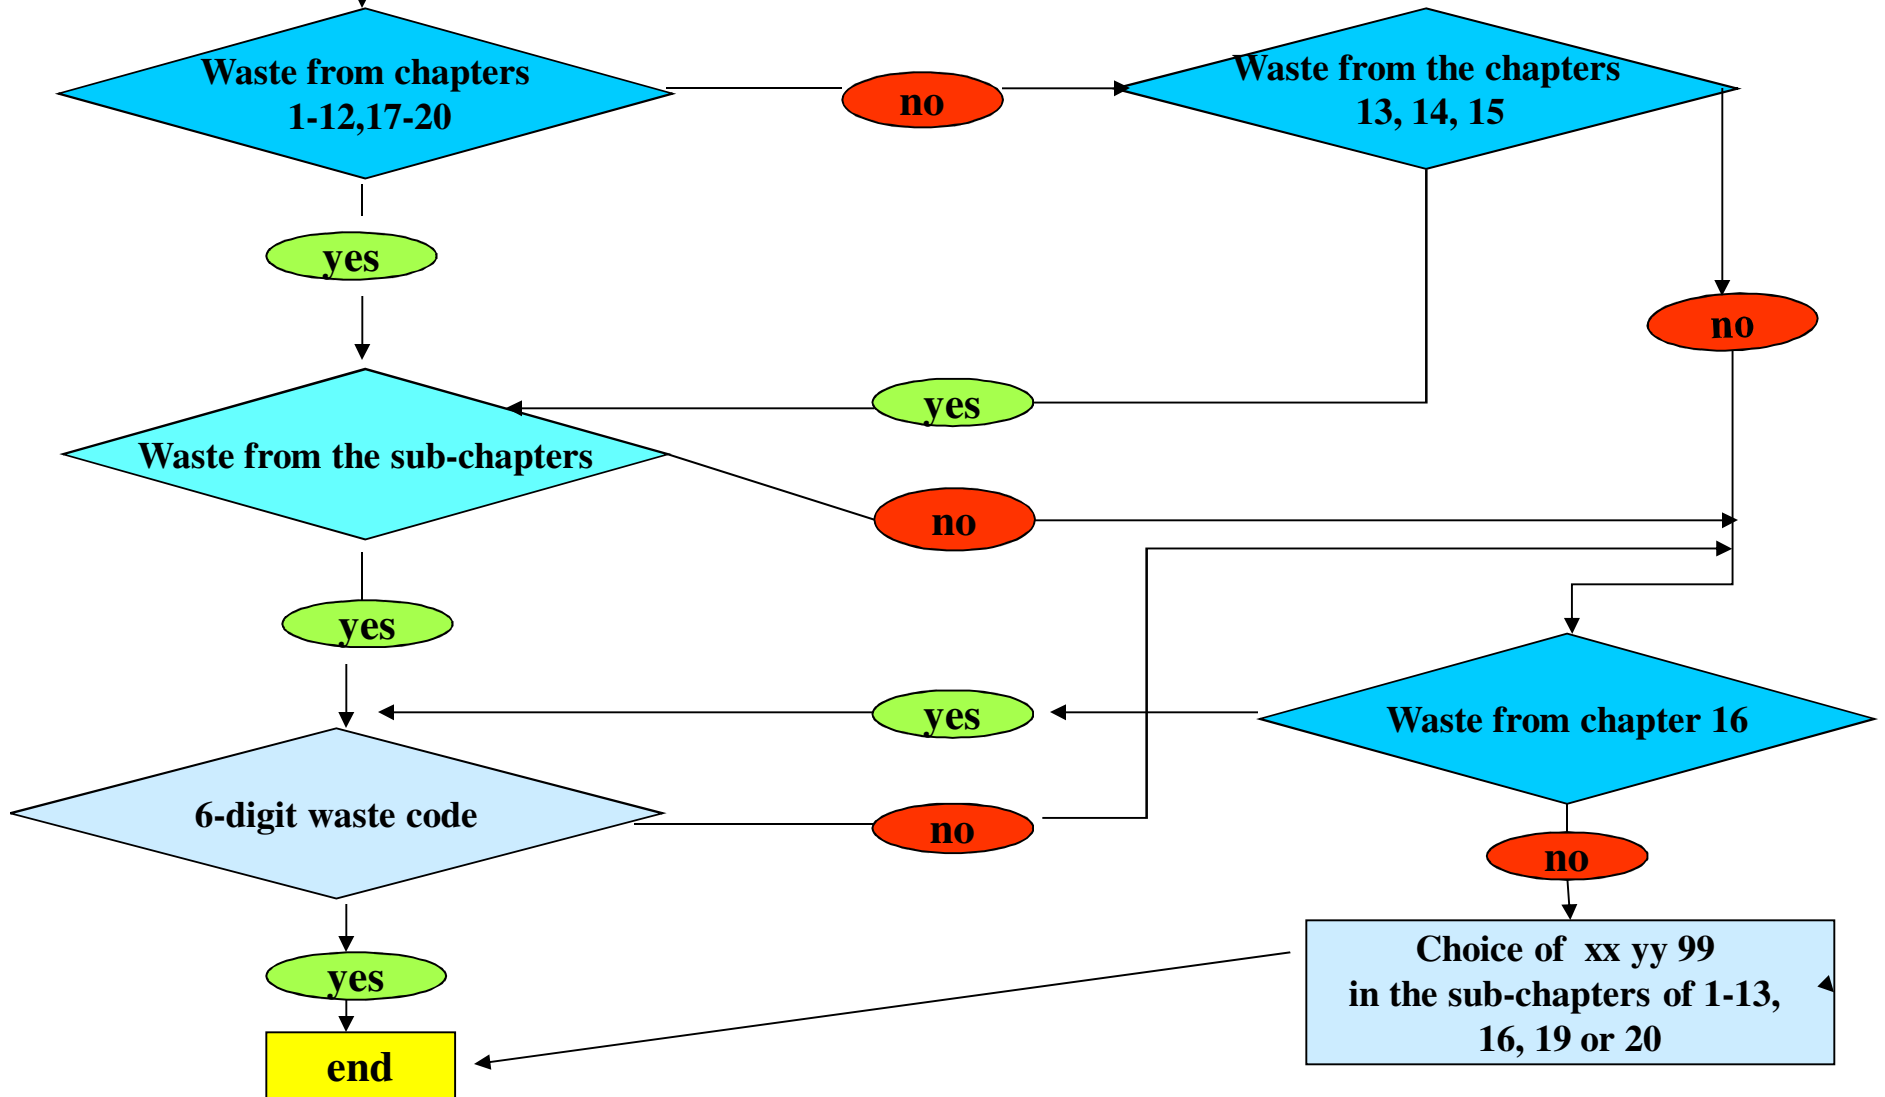 Waste from chapters
1-12,17-20
no
Waste from the chapters
13, 14, 15
yes
no
yes
Waste from the sub-chapters
no
yes
yes
Waste from chapter 16
6-digit waste code
no
no
yes
Choice of xx yy 99
in the sub-chapters of 1-13,
16, 19 or 20
end